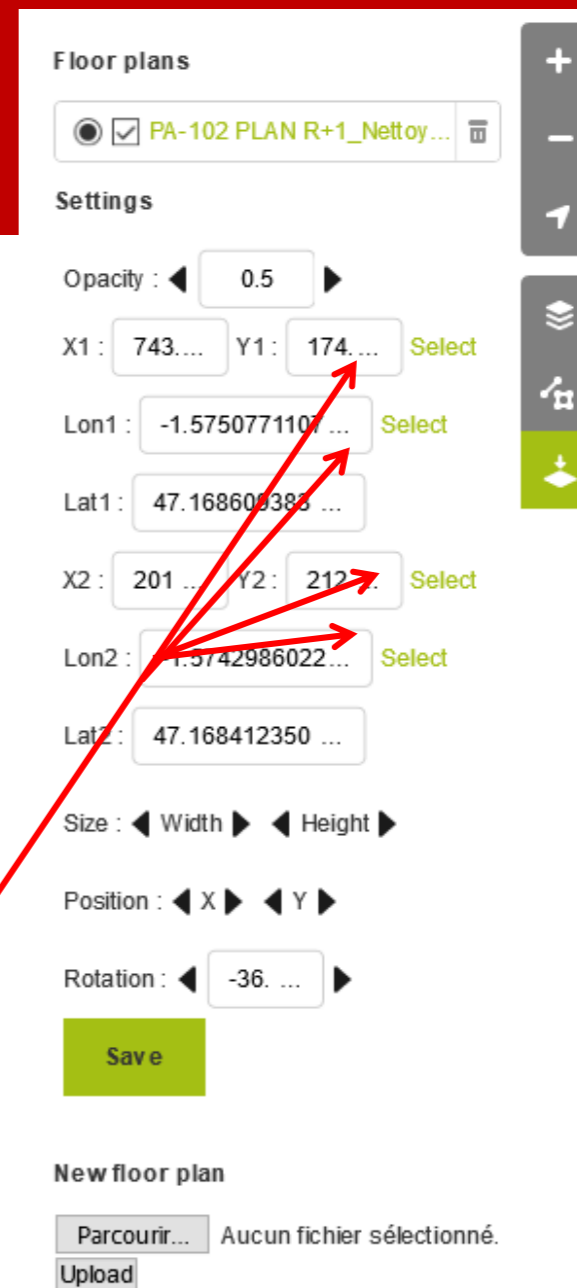 Floor plans
PA-102 PLAN R+1_Nettoy...
Settings
Opacity : 0.5
X1 : 743.... Y1 : 174. ... Select
Lon1 : -1.5750771107 ... Select
Lat1 : 47.168609383 ...
X2 : 201 ... Y2 : 212 ... Select
Lon2 : -1.5742986022... Select
Lat2 : 47.168412350 ...
Size : Width Height
Position : X Y
Rotation : -36. ...
Save
New floor plan
Parcourir... Aucun fichier sélectionné.
Upload